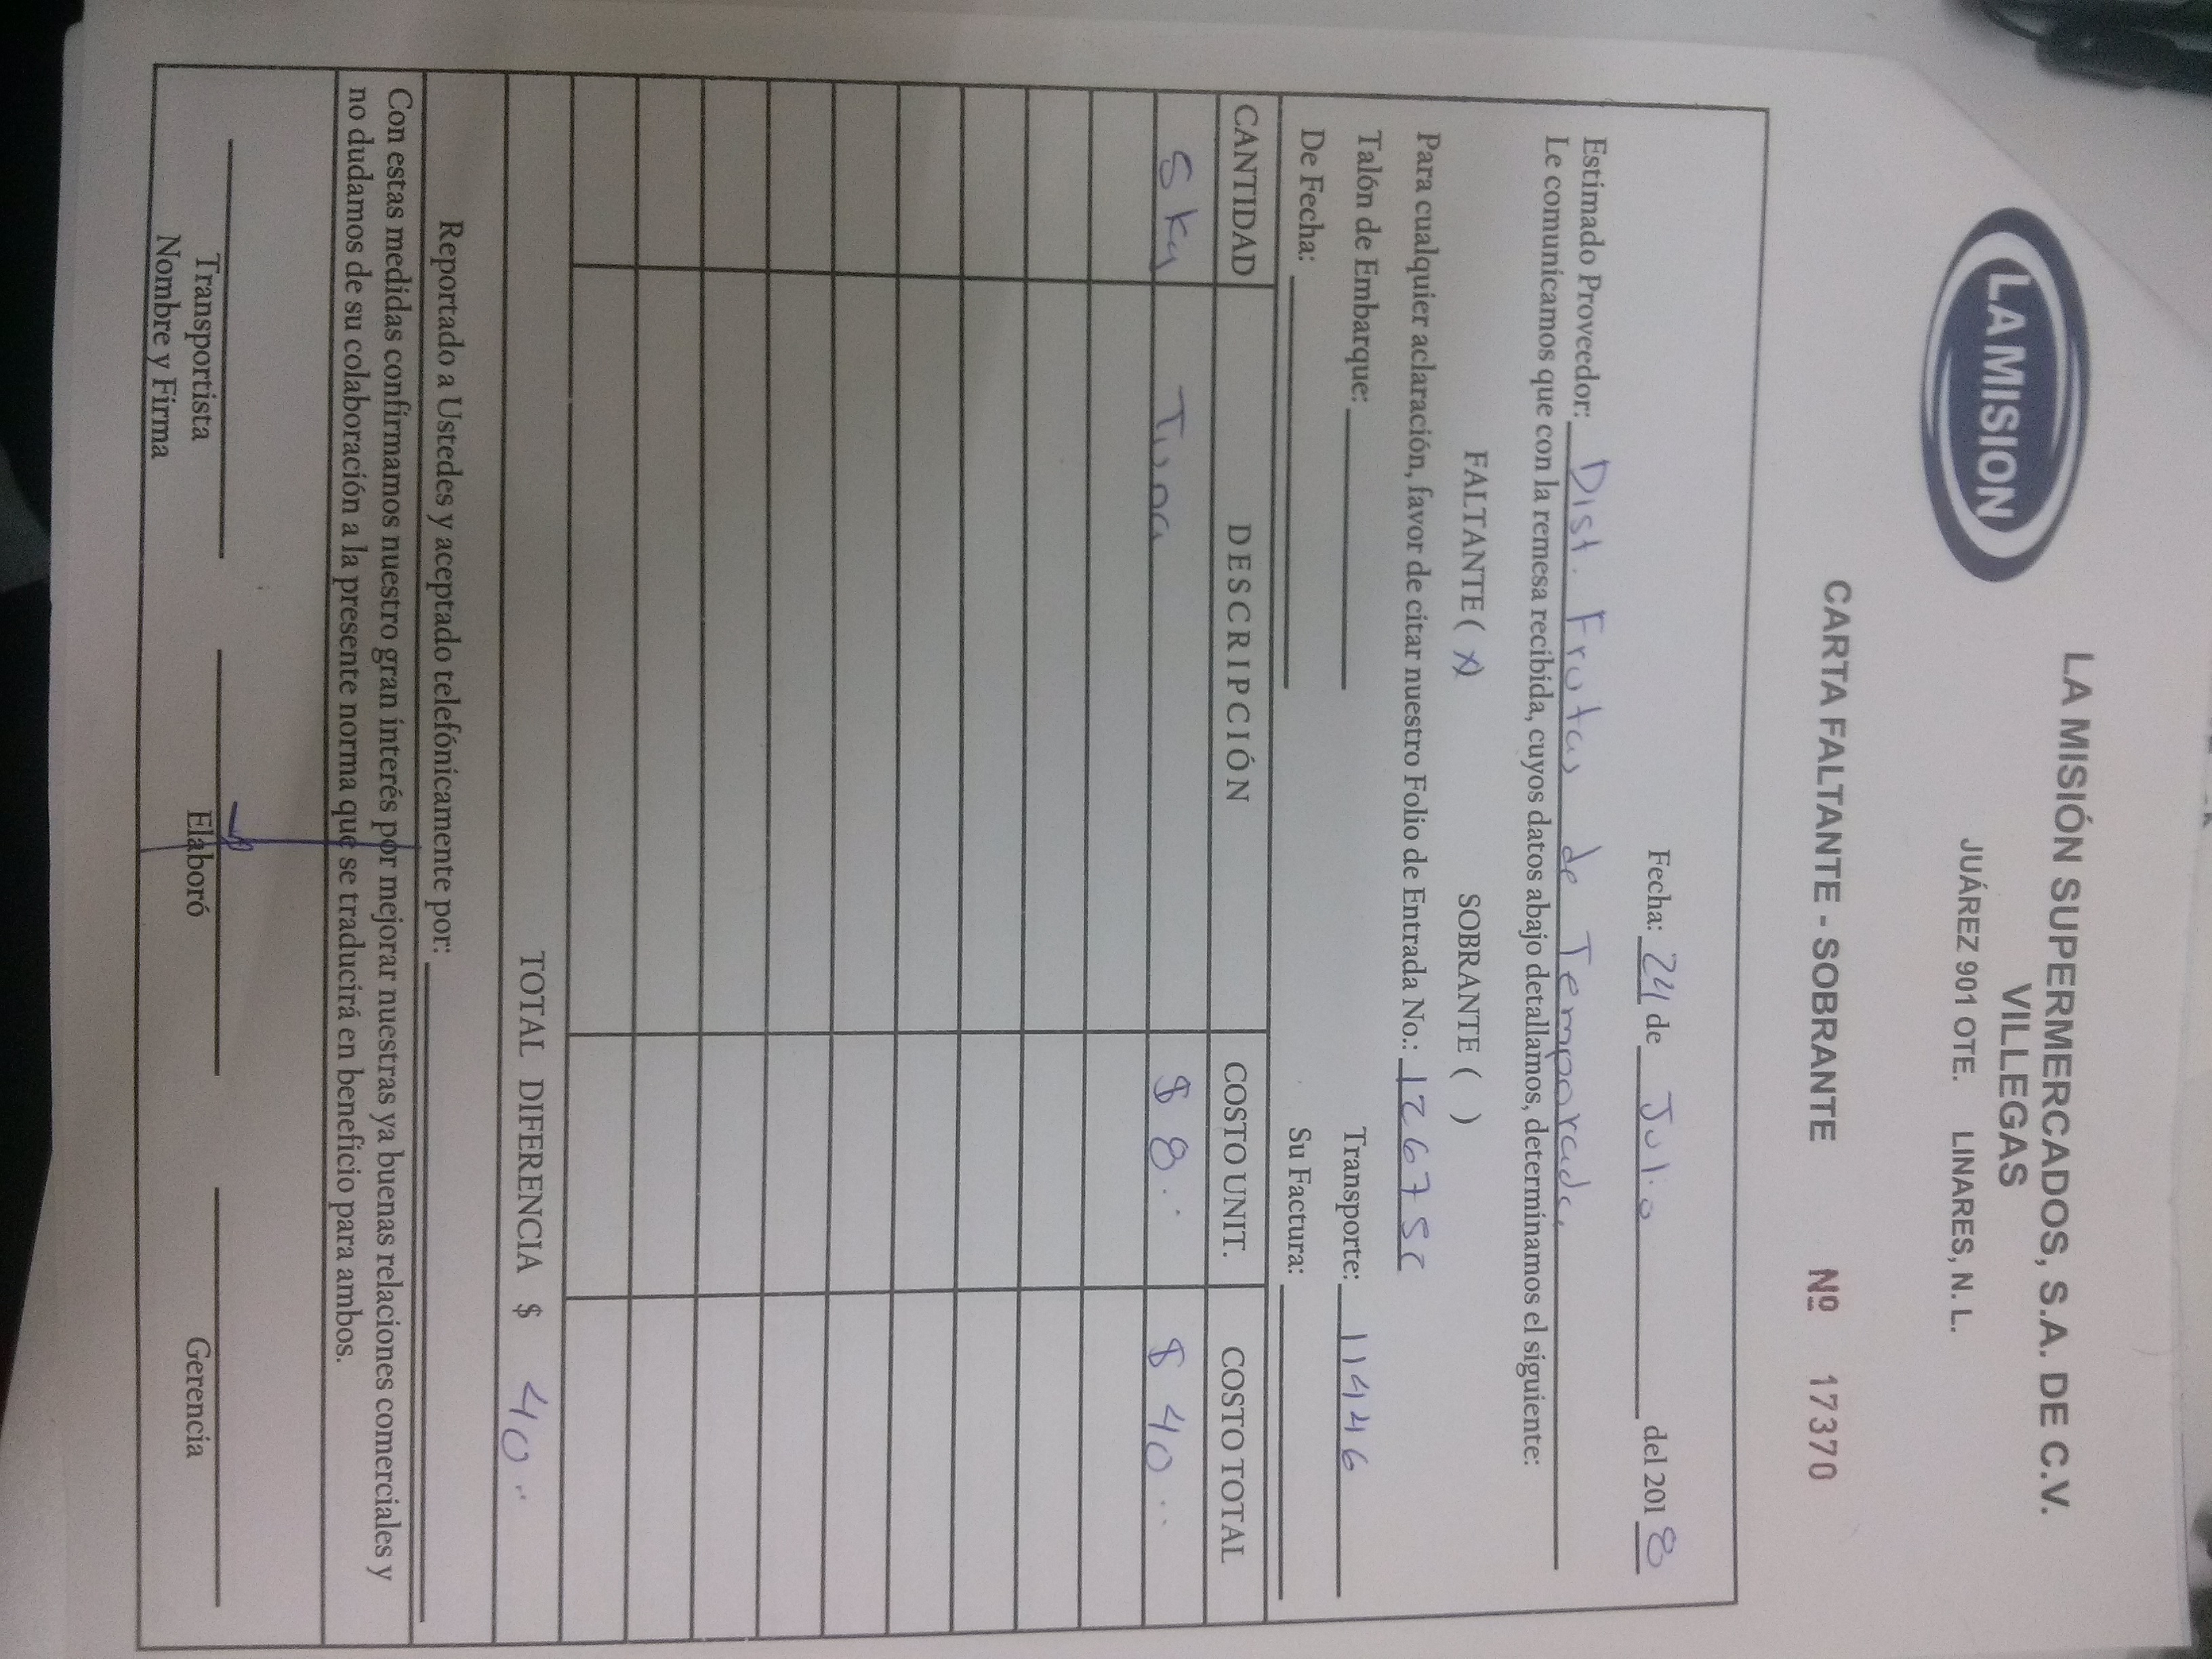 LA MISION
LA MISIÓN SUPERMERCADOS, S.A. DE C.V.
VILLEGAS
JUÁREZ 901 OTE. LINARES, N. L.
CARTA FALTANTE - SOBRANTE Nº 17370
Fecha: 24 de Julio del 2018
Estimado Proveedor: Dist. Frutas de Temporada
Le comunicamos que con la remesa recibida, cuyos datos abajo detallamos, determinamos el siguiente:
FALTANTE ( X ) SOBRANTE ( )
Para cualquier aclaración, favor de citar nuestro Folio de Entrada No.: 12675C
Talón de Embarque: Transporte: 11446
De Fecha: Su Factura:
CANTIDAD DESCRIPCIÓN COSTO UNIT. COSTO TOTAL
5 kg Tuna $ 8.. $ 40..
TOTAL DIFERENCIA $ 40..
Reportado a Ustedes y aceptado telefónicamente por:
Con estas medidas confirmamos nuestro gran interés por mejorar nuestras ya buenas relaciones comerciales y
no dudamos de su colaboración a la presente norma que se traducirá en beneficio para ambos.
Transportista Elaboró Gerencia
Nombre y Firma